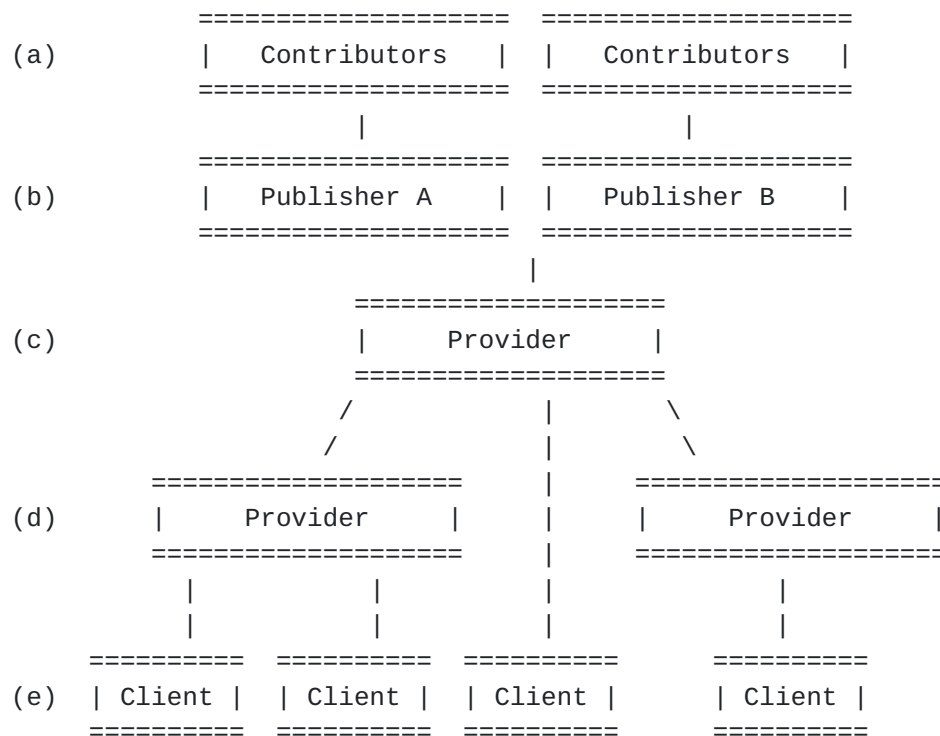 ====================  ====================
(a)         |   Contributors   |  |   Contributors   |
            ====================  ====================
                      |                    |
            ====================  ====================
(b)         |   Publisher A    |  |   Publisher B    |
            ====================  ====================
                                 |
                      ====================
(c)                   |     Provider     |
                      ====================
                     /            |       \
                    /             |        \
         ====================     |     ====================
(d)      |     Provider     |     |     |     Provider     |
         ====================     |     ====================
           |           |          |              |
           |           |          |              |
     ==========  ==========  ==========      ==========
(e)  | Client |  | Client |  | Client |      | Client |
     ==========  ==========  ==========      ==========